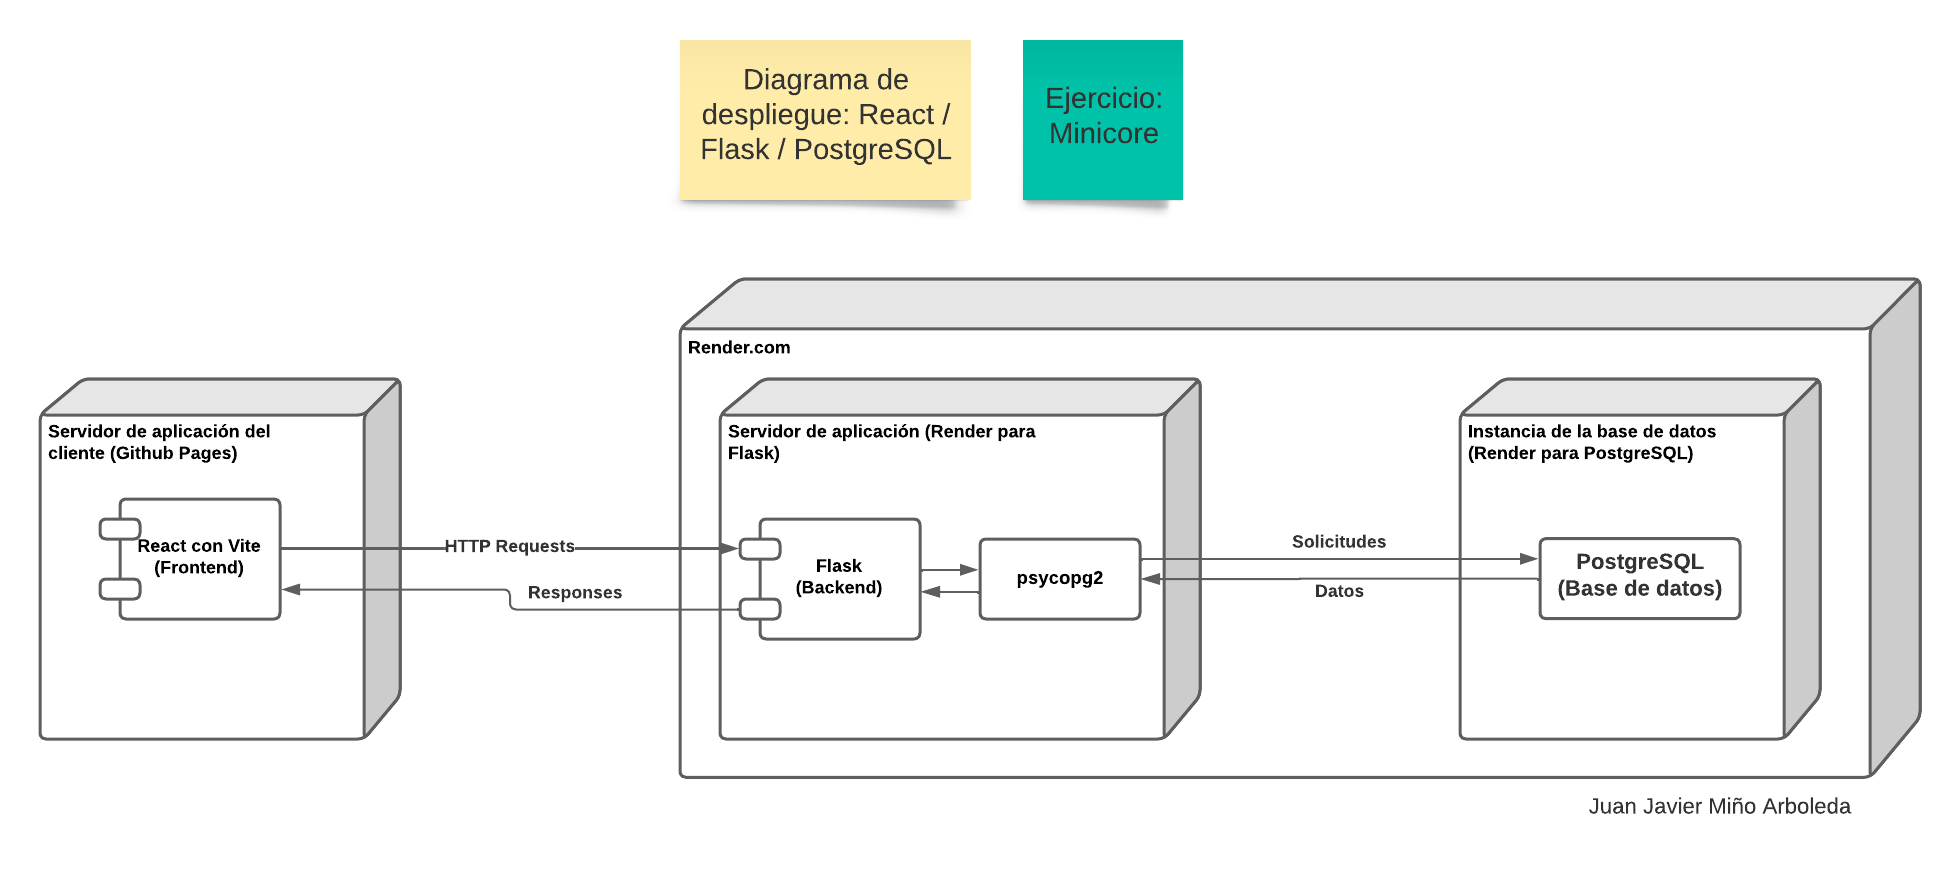 Diagrama de
despliegue: React /
Flask / PostgreSQL
Ejercicio:
Minicore
Render.com
Servidor de aplicación del
cliente (Github Pages)
React con Vite
(Frontend)
HTTP Requests
Responses
Servidor de aplicación (Render para
Flask)
Flask
(Backend)
psycopg2
Solicitudes
Datos
Instancia de la base de datos
(Render para PostgreSQL)
PostgreSQL
(Base de datos)
Juan Javier Miño Arboleda